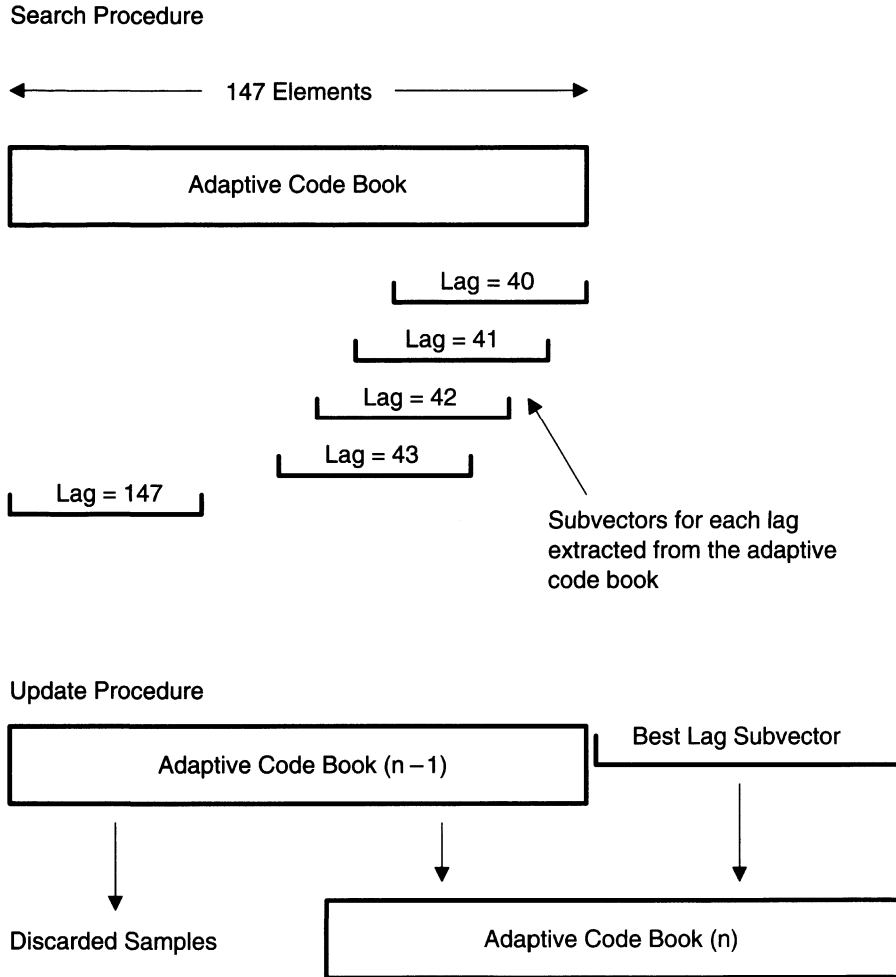 Search Procedure
147 Elements
Adaptive Code Book
Lag = 40
Lag = 41
Lag = 42
Lag = 43
Lag = 147
Subvectors for each lag
extracted from the adaptive
code book
Update Procedure
Adaptive Code Book (n – 1)
Best Lag Subvector
Discarded Samples
Adaptive Code Book (n)